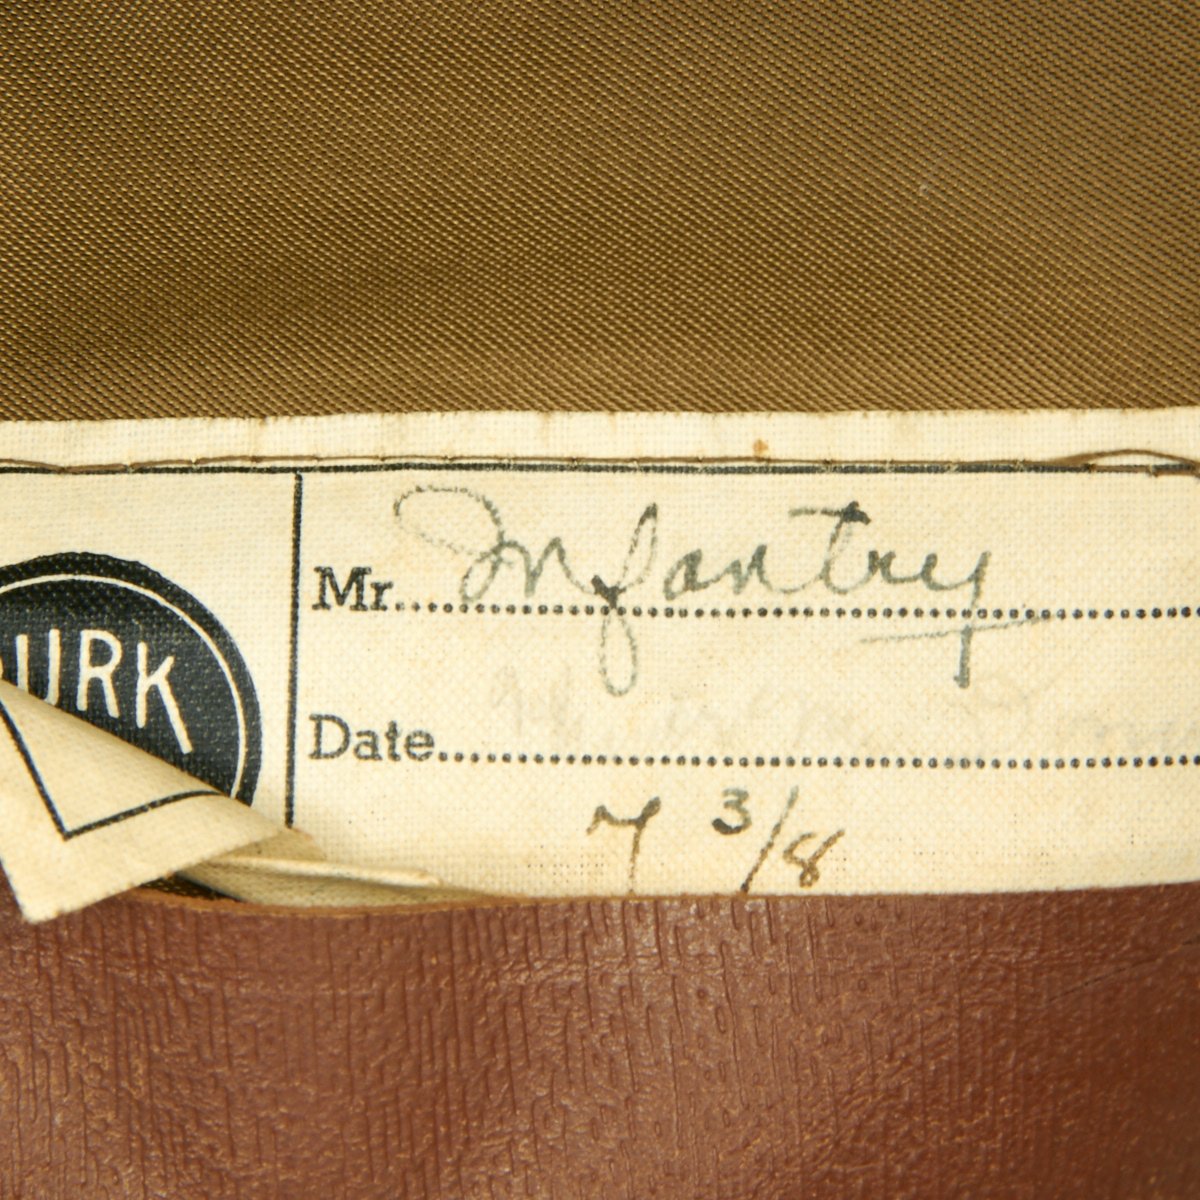 URK
Mr. Infantry
Date
7 3/8